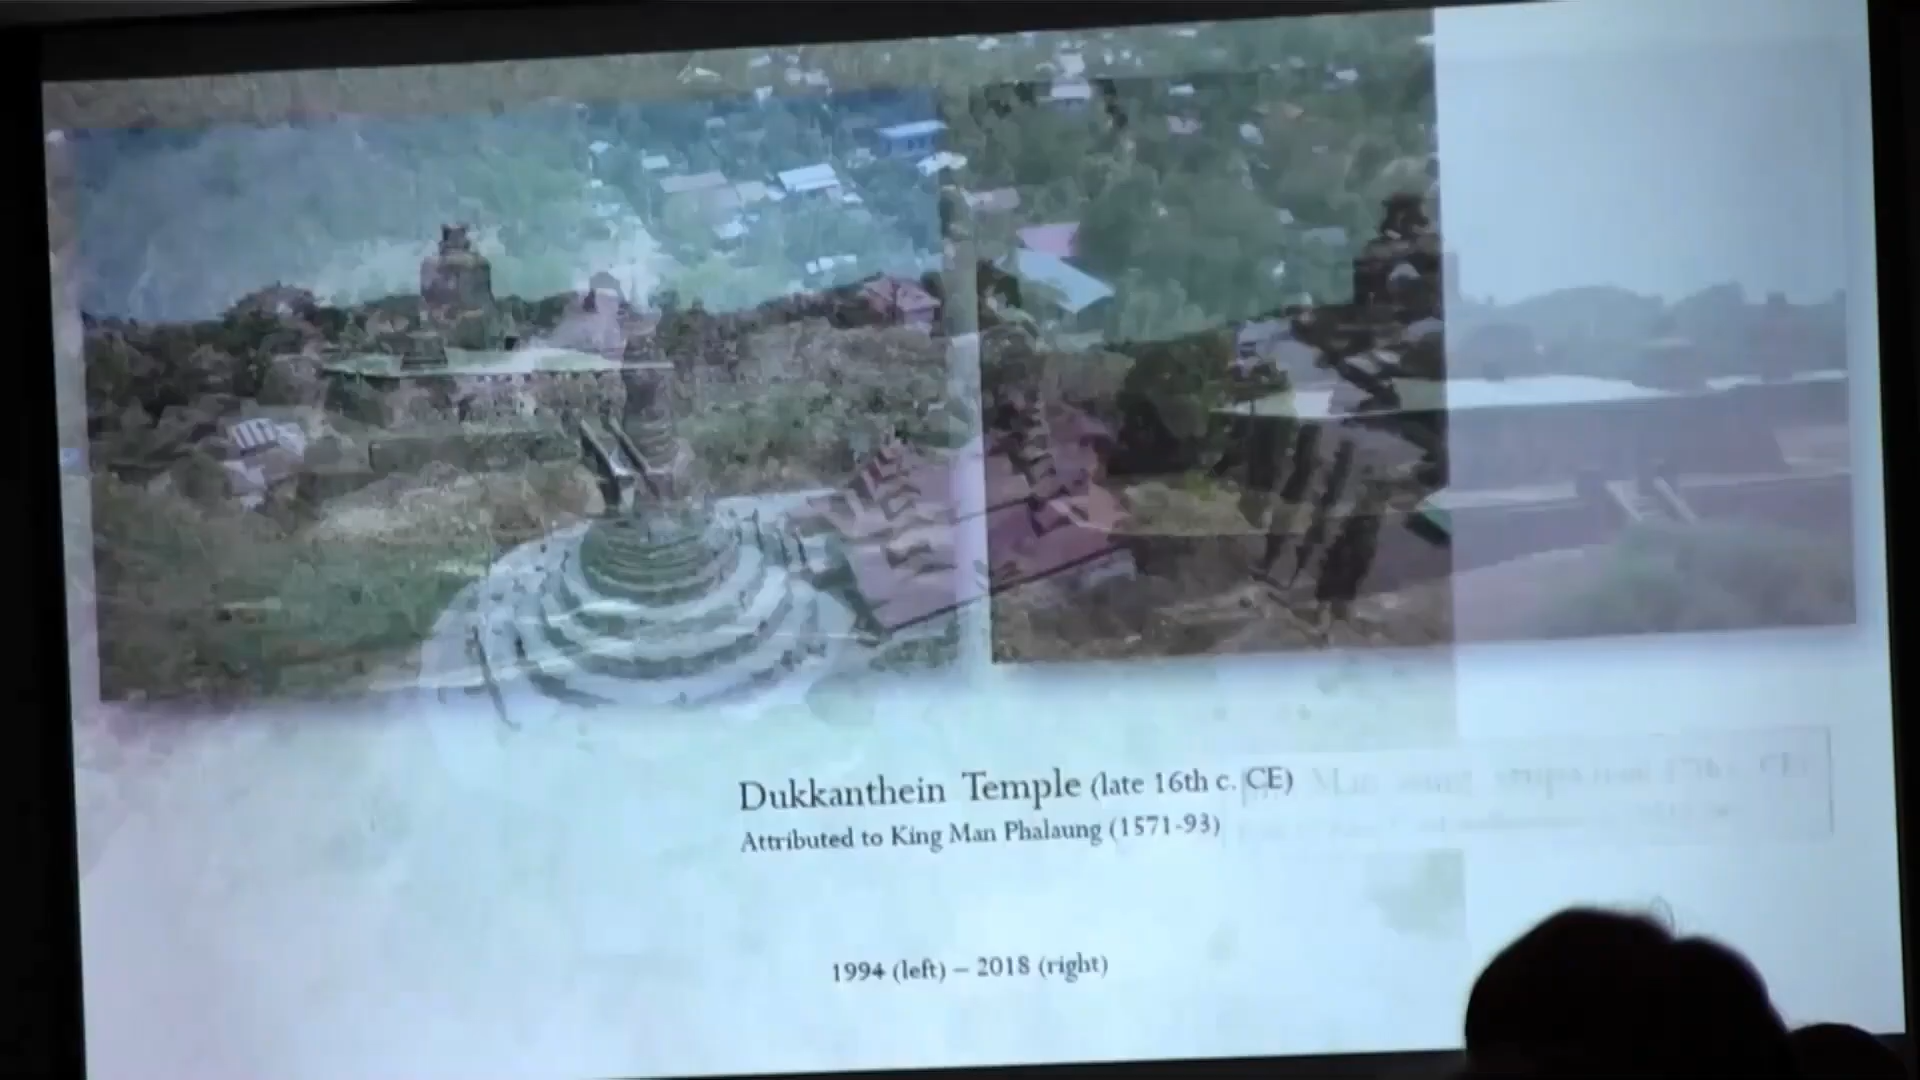 Dukkanthein Temple (late 16th c. CE)
Attributed to King Man Phalaung (1571-93)
1994 (left) – 2018 (right)